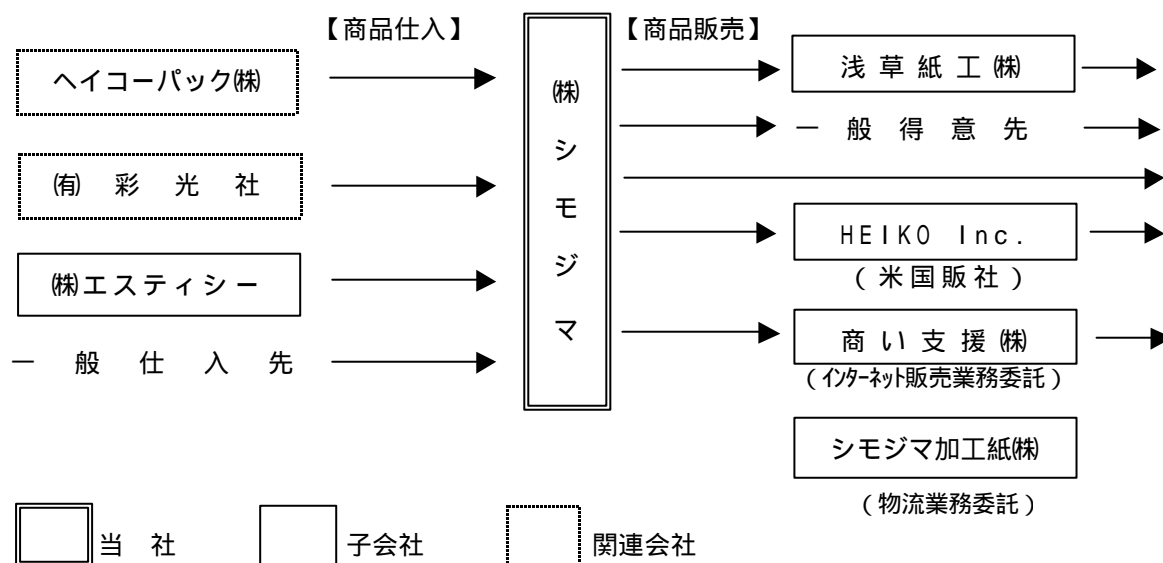 【商品仕入】
【商品販売】
ヘイコーパック㈱
㈲彩光社
㈱エスティシー
一般仕入先
㈱シモジマ
浅草紙工㈱
一般得意先
HEIKO Inc.
(米国販社)
商い支援㈱
(インターネット販売業務委託)
シモジマ加工紙㈱
(物流業務委託)
当社
子会社
関連会社